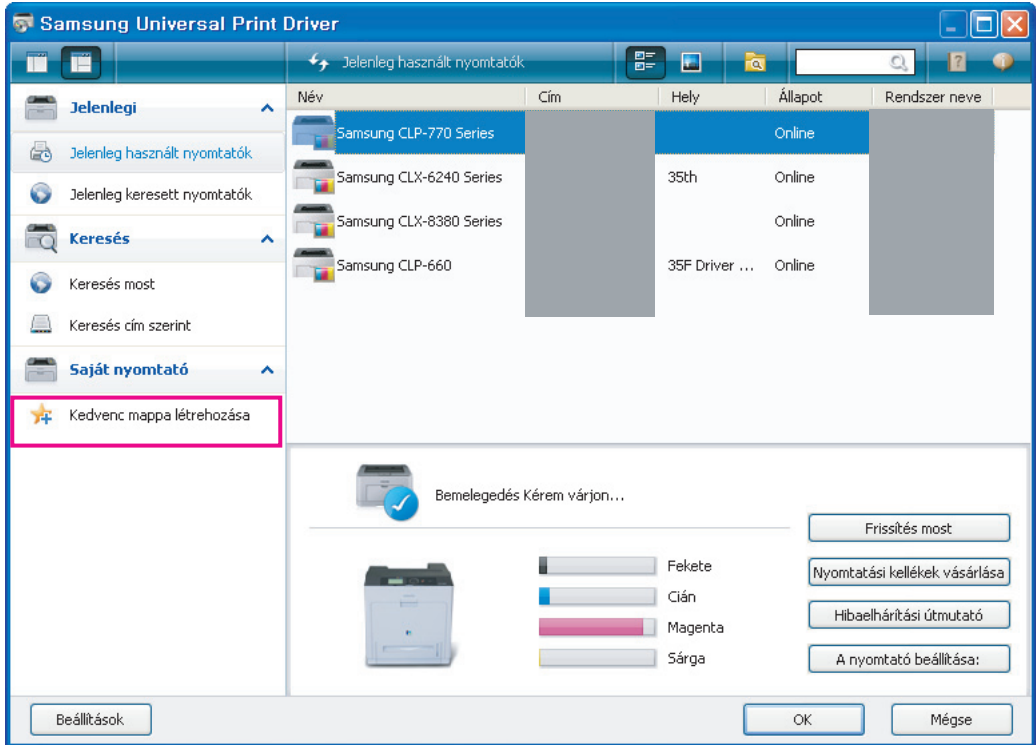 Samsung Universal Print Driver
Jelenleg használt nyomtatók
Jelenlegi
Jelenleg használt nyomtatók
Jelenleg keresett nyomtatók
Keresés
Keresés most
Keresés cím szerint
Saját nyomtató
Kedvenc mappa létrehozása
Név Cím Hely Állapot Rendszer neve
Samsung CLP-770 Series Online
Samsung CLX-6240 Series 35th Online
Samsung CLX-8380 Series Online
Samsung CLP-660 35F Driver ... Online
Bemelegedés Kérem várjon...
Fekete
Cián
Magenta
Sárga
Frissítés most
Nyomtatási kellékek vásárlása
Hibaelhárítási útmutató
A nyomtató beállítása:
Beállítások
OK
Mégse